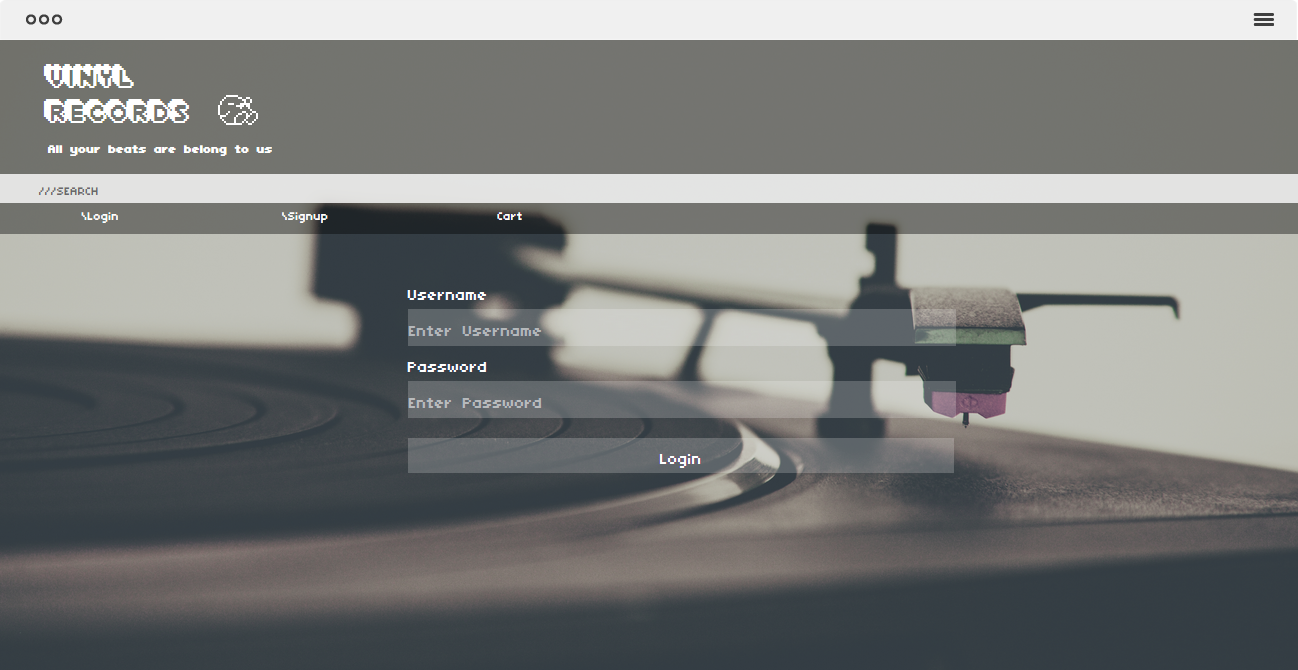 VINYL
RECORDS
All your beats are belong to us
///SEARCH
\Login
\Signup
Cart
Username
Enter Username
Password
Enter Password
Login